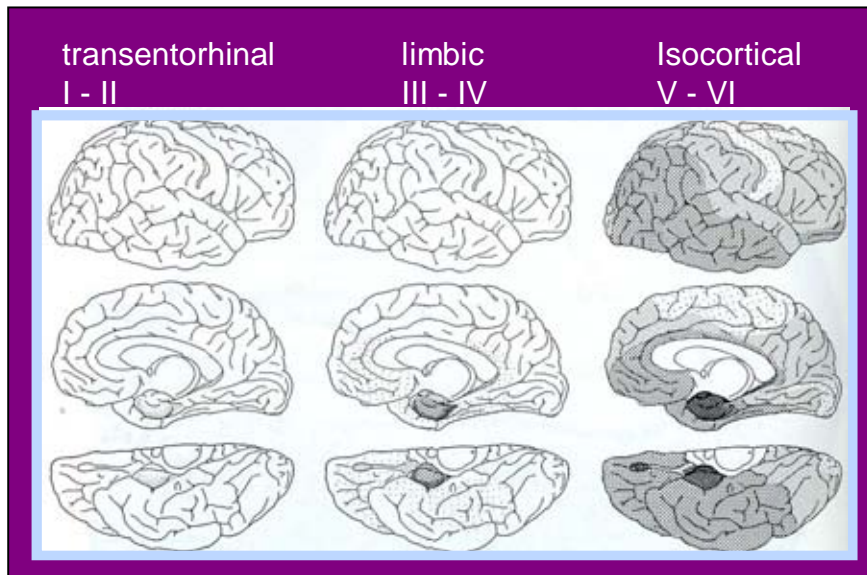 transentorhinal
I - II
limbic
III - IV
Isocortical
V - VI